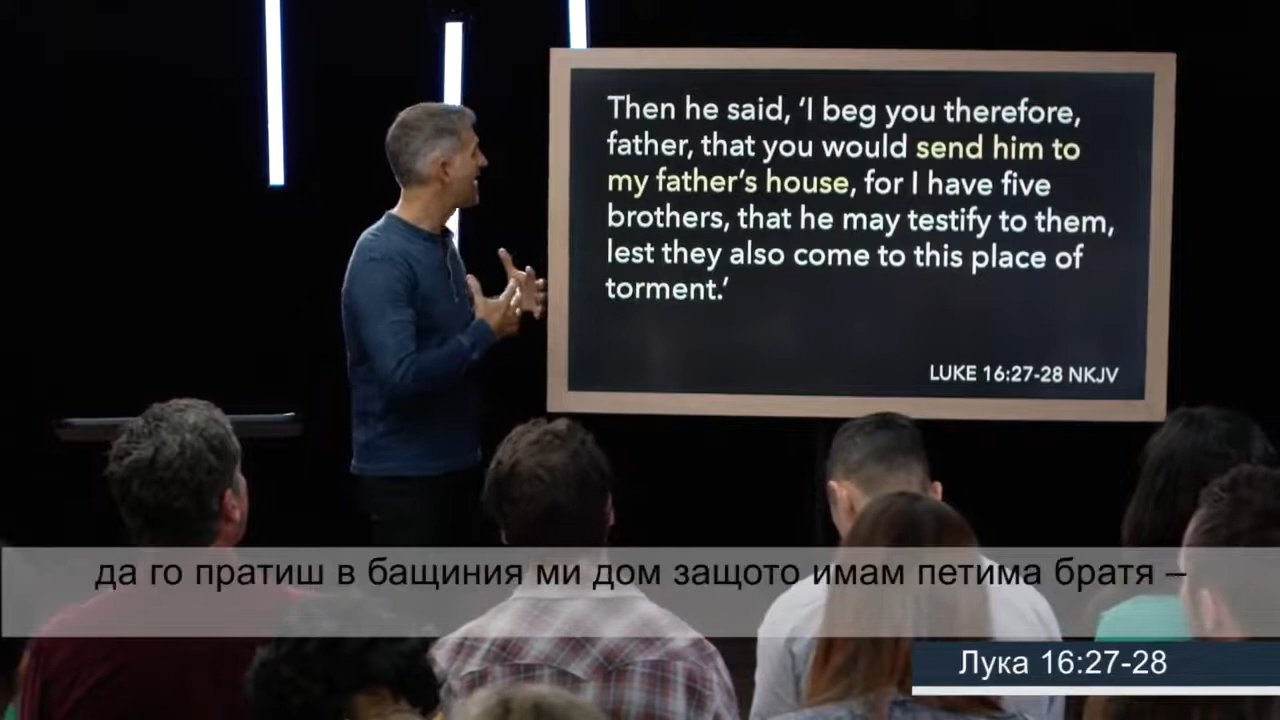 Then he said, ‘I beg you therefore,
father, that you would send him to
my father’s house, for I have five
brothers, that he may testify to them,
lest they also come to this place of
torment.’
LUKE 16:27-28 NKJV
да го пратиш в бащиния ми дом защото имам петима братя –
Лука 16:27-28